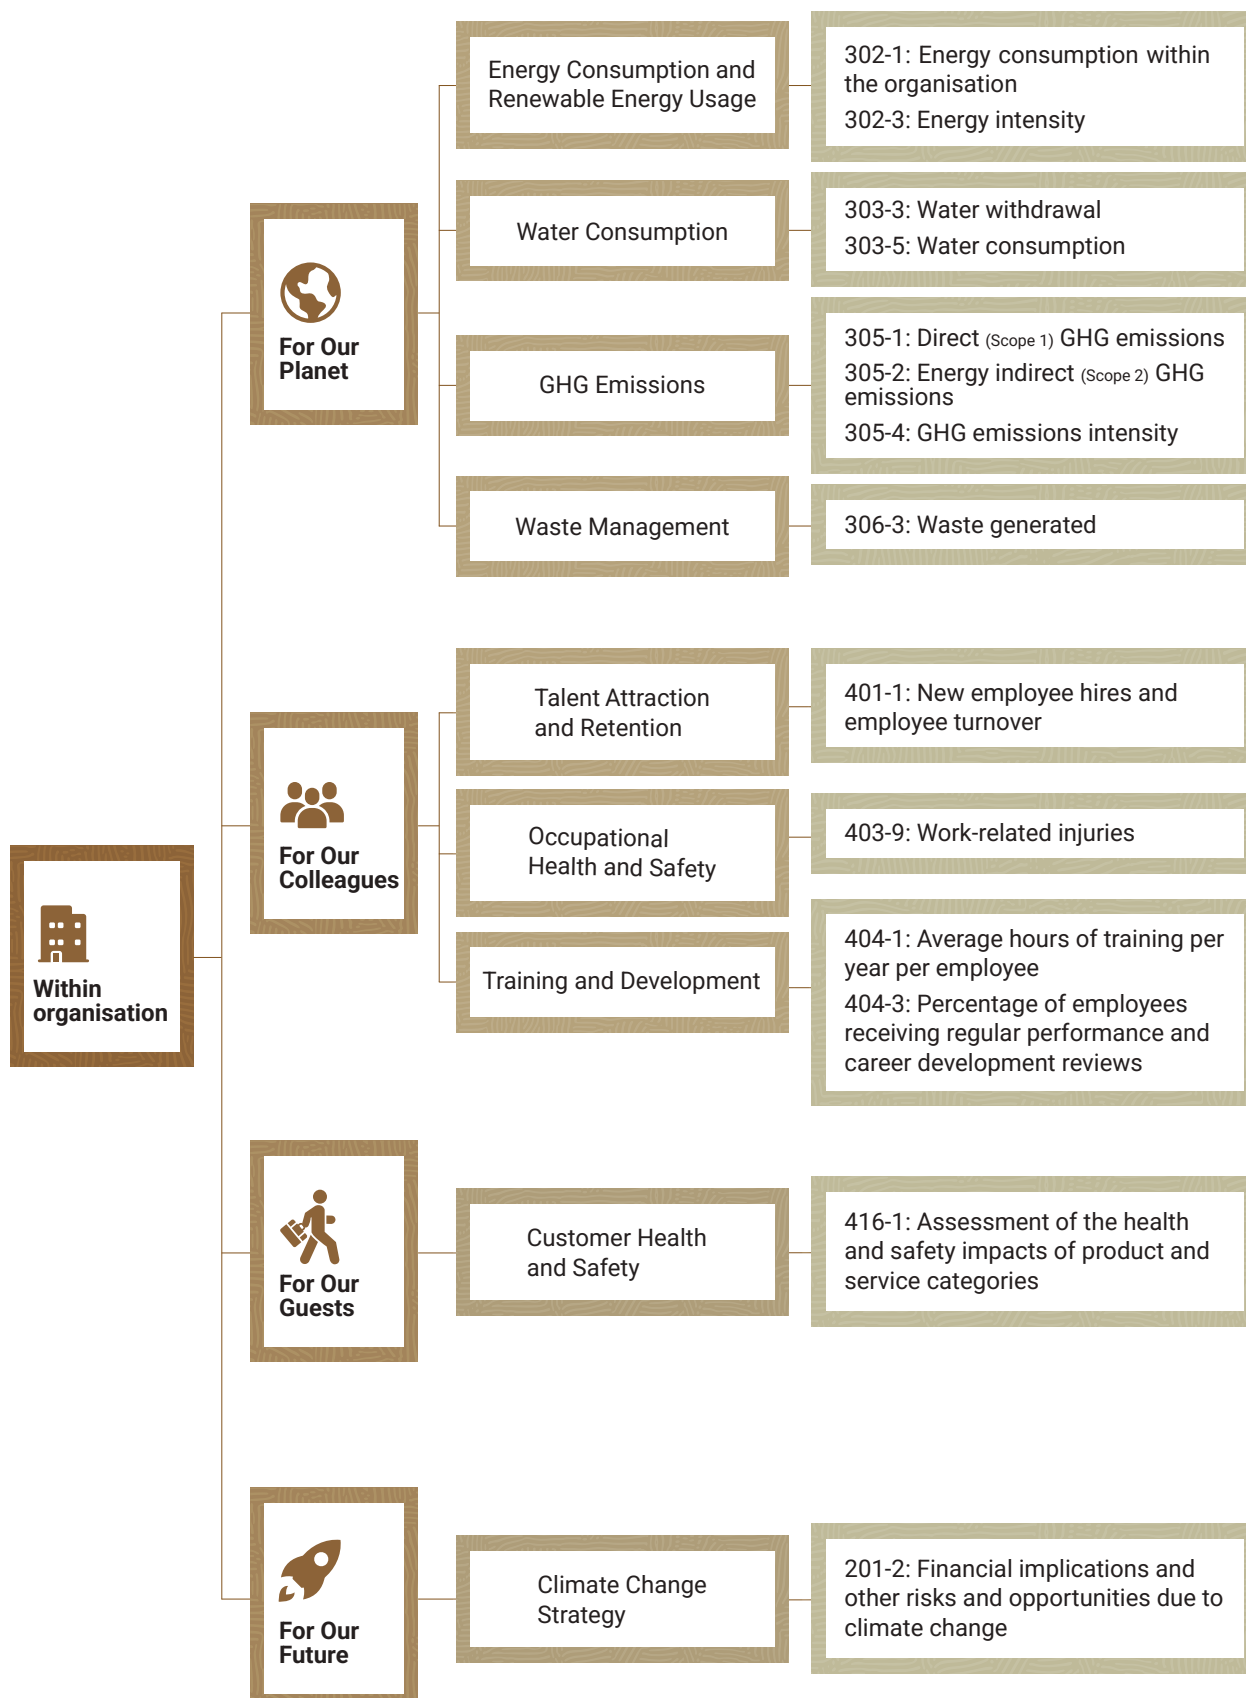 Within
organisation
For Our
Planet
Energy Consumption and
Renewable Energy Usage
302-1: Energy consumption within
the organisation
302-3: Energy intensity
Water Consumption
303-3: Water withdrawal
303-5: Water consumption
GHG Emissions
305-1: Direct (Scope 1) GHG emissions
305-2: Energy indirect (Scope 2) GHG
emissions
305-4: GHG emissions intensity
Waste Management
306-3: Waste generated
For Our
Colleagues
Talent Attraction
and Retention
401-1: New employee hires and
employee turnover
Occupational
Health and Safety
403-9: Work-related injuries
Training and Development
404-1: Average hours of training per
year per employee
404-3: Percentage of employees
receiving regular performance and
career development reviews
For Our
Guests
Customer Health
and Safety
416-1: Assessment of the health
and safety impacts of product and
service categories
For Our
Future
Climate Change
Strategy
201-2: Financial implications and
other risks and opportunities due to
climate change